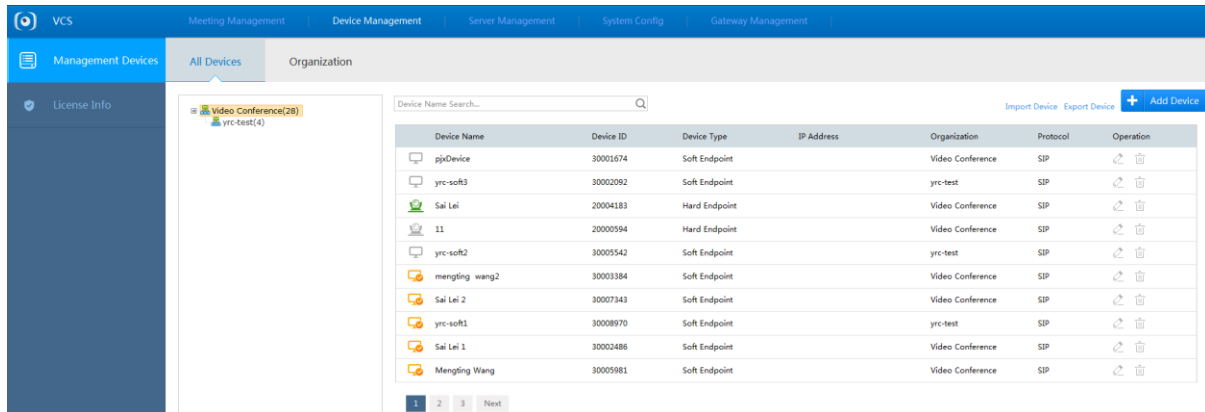 VCS Meeting Management Device Management Server Management System Config Gateway Management
Management Devices All Devices Organization
License Info
Video Conference(28)
yrc-test(4)
Device Name Search...
Import Device Export Device + Add Device
Device Name Device ID Device Type IP Address Organization Protocol Operation
pjxDevice 30001674 Soft Endpoint Video Conference SIP
yrc-soft3 30002092 Soft Endpoint yrc-test SIP
Sai Lei 20004183 Hard Endpoint Video Conference SIP
11 20000594 Hard Endpoint Video Conference SIP
yrc-soft2 30005542 Soft Endpoint yrc-test SIP
mengting wang2 30003384 Soft Endpoint Video Conference SIP
Sai Lei 2 30007343 Soft Endpoint Video Conference SIP
yrc-soft1 30008970 Soft Endpoint yrc-test SIP
Sai Lei 1 30002486 Soft Endpoint Video Conference SIP
Mengting Wang 30005981 Soft Endpoint Video Conference SIP
1 2 3 Next